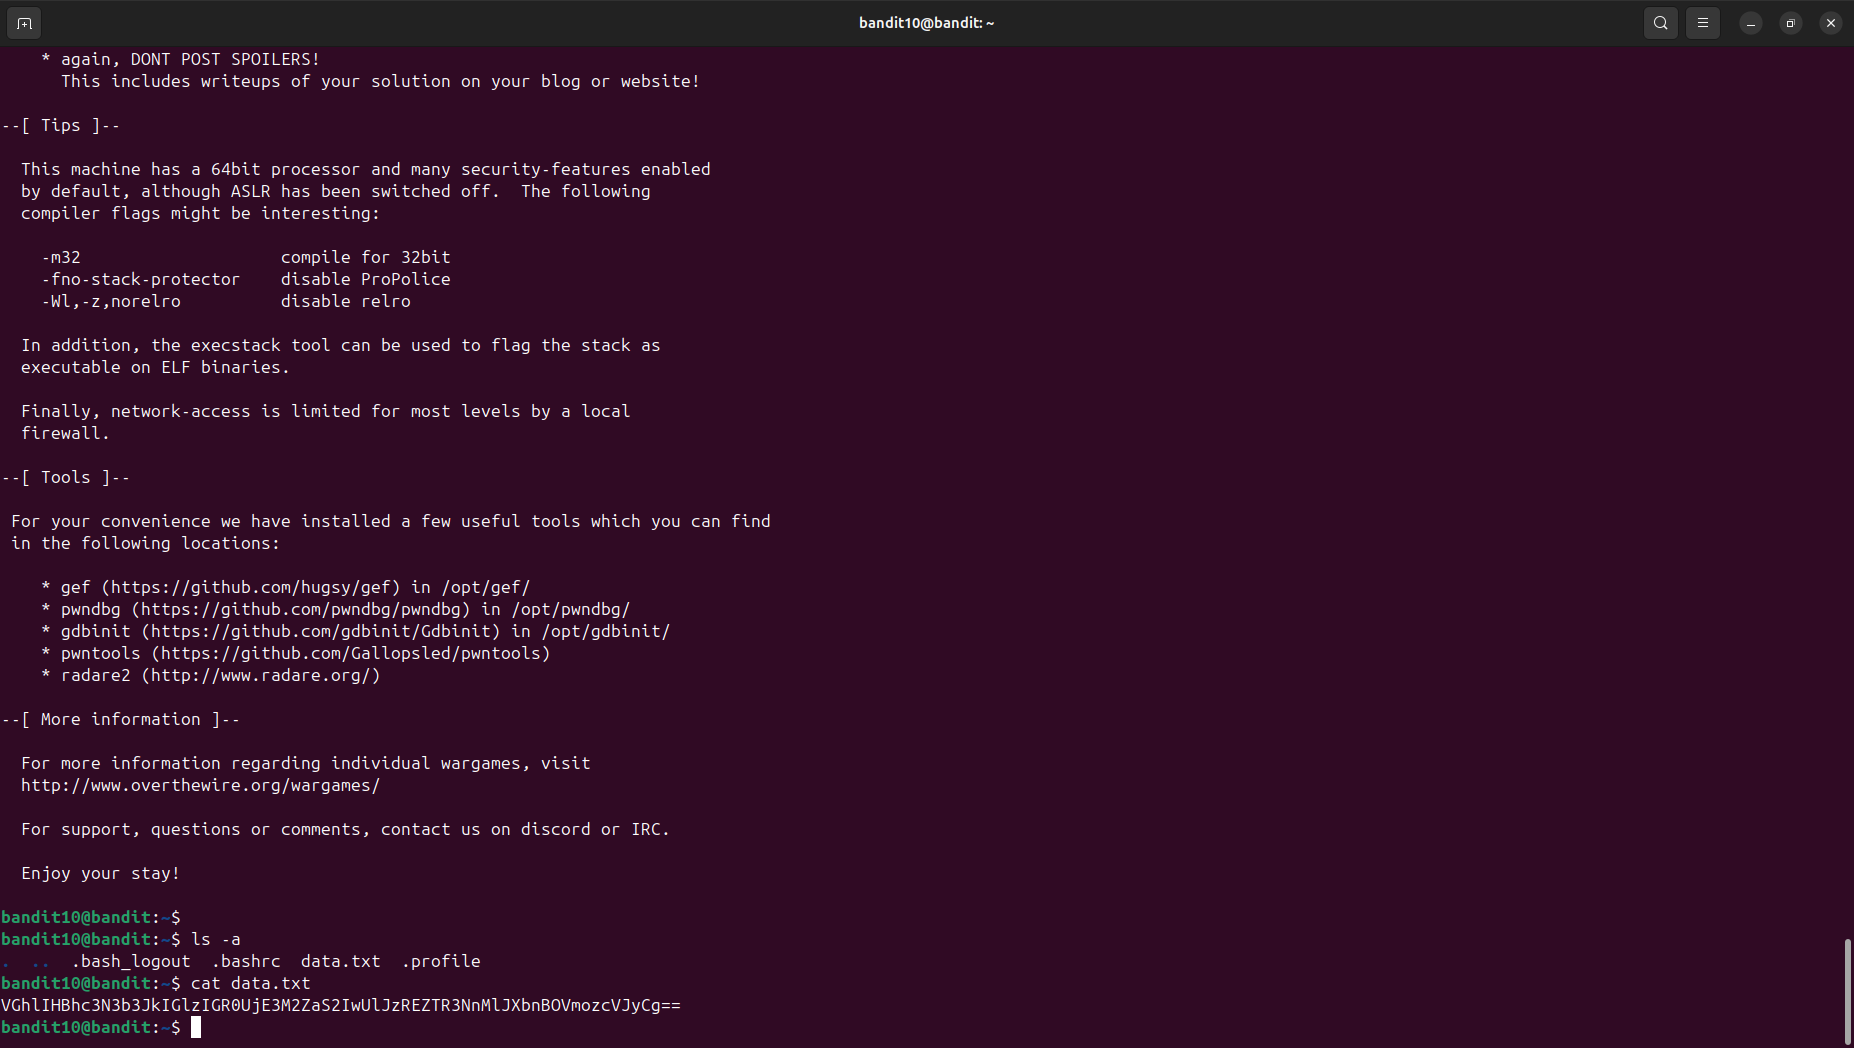 bandit10@bandit: ~
* again, DONT POST SPOILERS!
This includes writeups of your solution on your blog or website!
--[ Tips ]--
This machine has a 64bit processor and many security-features enabled
by default, although ASLR has been switched off.  The following
compiler flags might be interesting:
-m32                    compile for 32bit
-fno-stack-protector    disable ProPolice
-Wl,-z,norelro          disable relro
In addition, the execstack tool can be used to flag the stack as
executable on ELF binaries.
Finally, network-access is limited for most levels by a local
firewall.
--[ Tools ]--
For your convenience we have installed a few useful tools which you can find
in the following locations:
* gef (https://github.com/hugsy/gef) in /opt/gef/
* pwndbg (https://github.com/pwndbg/pwndbg) in /opt/pwndbg/
* gdbinit (https://github.com/gdbinit/Gdbinit) in /opt/gdbinit/
* pwntools (https://github.com/Gallopsled/pwntools)
* radare2 (http://www.radare.org/)
--[ More information ]--
For more information regarding individual wargames, visit
http://www.overthewire.org/wargames/
For support, questions or comments, contact us on discord or IRC.
Enjoy your stay!
bandit10@bandit:~$
bandit10@bandit:~$ ls -a
.  ..  .bash_logout  .bashrc  data.txt  .profile
bandit10@bandit:~$ cat data.txt
VGhlIHBhc3N3b3JkIGlzIGR0UjE3M2ZaS2IwUlJzREZTR3NnMlJXbnBOVmozcVJyCg==
bandit10@bandit:~$